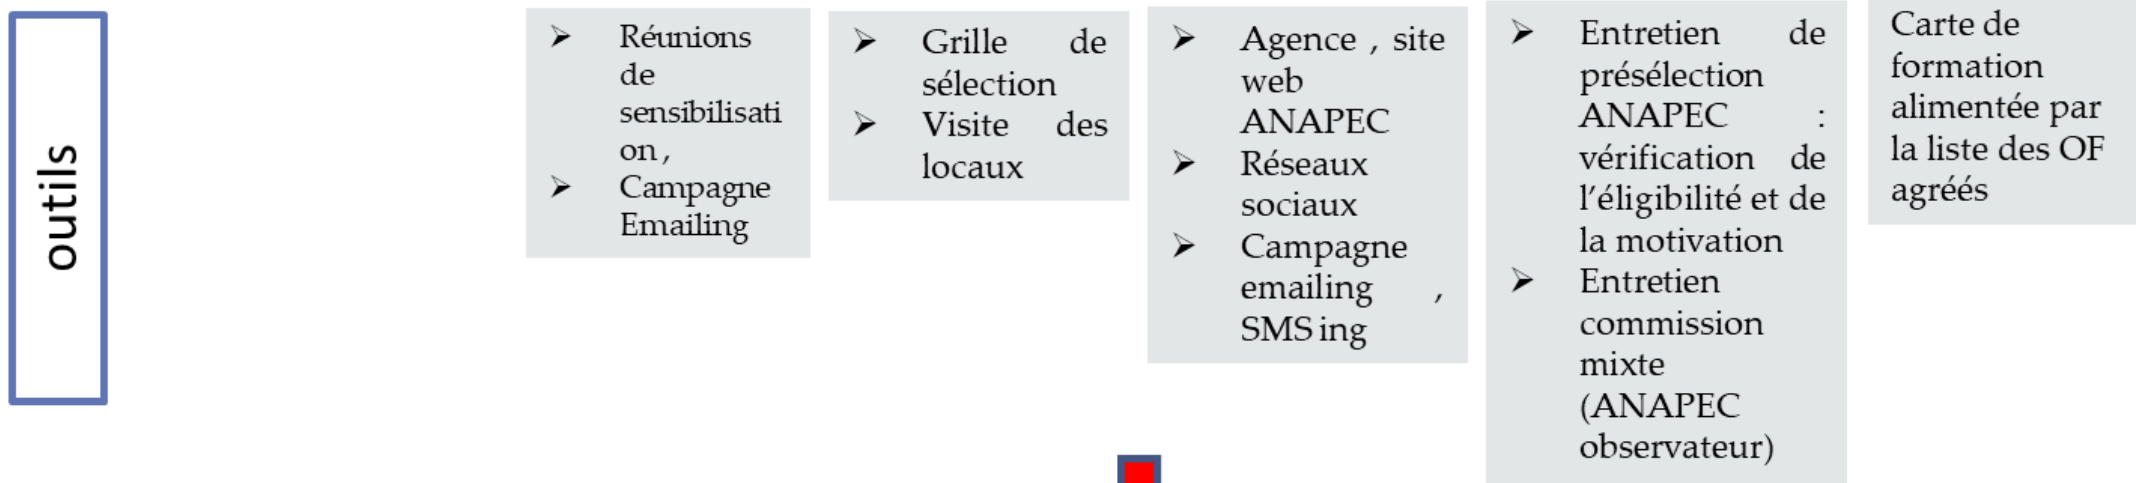 outils
➢ Réunions
de
sensibilisati
on ,
➢ Campagne
Emailing
➢ Grille de
sélection
➢ Visite des
locaux
➢ Agence , site
web
ANAPEC
➢ Réseaux
sociaux
➢ Campagne
emailing ,
SMS ing
➢ Entretien de
présélection
ANAPEC :
vérification de
l’éligibilité et de
la motivation
➢ Entretien
commission
mixte
(ANAPEC
observateur)
Carte de
formation
alimentée par
la liste des OF
agréés